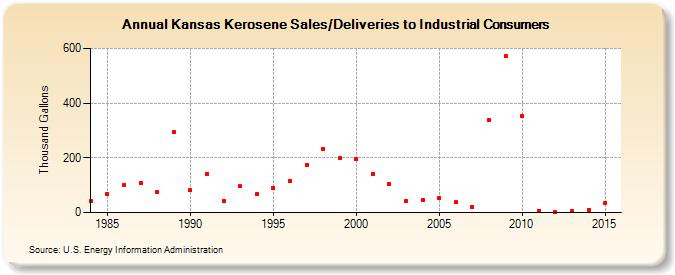 Annual Kansas Kerosene Sales/Deliveries to Industrial Consumers
Thousand Gallons
600
400
200
0
1985 1990 1995 2000 2005 2010 2015
Source: U.S. Energy Information Administration